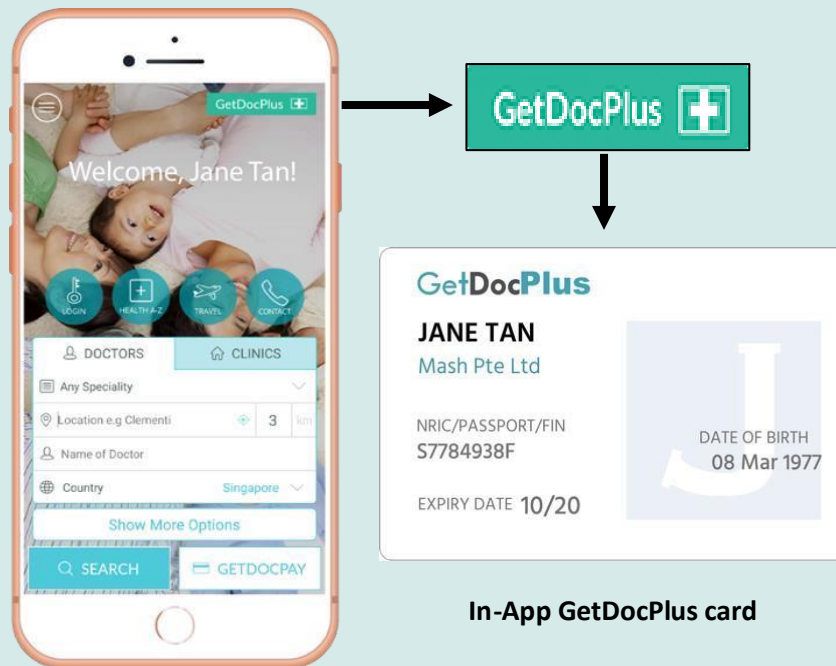 GetDocPlus
Welcome, Jane Tan!
LOGIN
HEALTH A-Z
TRAVEL
CONTACT
DOCTORS
CLINICS
Any Speciality
Location e.g Clementi
3
km
Name of Doctor
Country
Singapore
Show More Options
SEARCH
GETDOCPAY
GetDocPlus
GetDocPlus
JANE TAN
Mash Pte Ltd
NRIC/PASSPORT/FIN
S7784938F
DATE OF BIRTH
08 Mar 1977
EXPIRY DATE 10/20
J
In-App GetDocPlus card